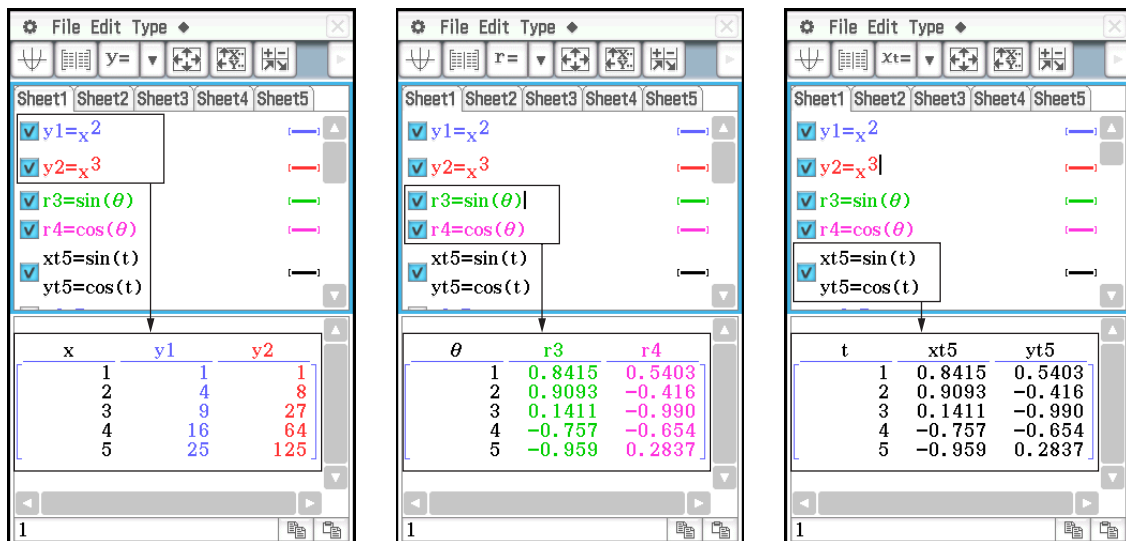 File Edit Type ◆
y=
Sheet1 Sheet2 Sheet3 Sheet4 Sheet5
y1=x^2
y2=x^3
r3=sin(θ)
r4=cos(θ)
xt5=sin(t)
yt5=cos(t)
x y1 y2
1 1 1
2 4 8
3 9 27
4 16 64
5 25 125
1
File Edit Type ◆
r=
Sheet1 Sheet2 Sheet3 Sheet4 Sheet5
y1=x^2
y2=x^3
r3=sin(θ)
r4=cos(θ)
xt5=sin(t)
yt5=cos(t)
θ r3 r4
1 0.8415 0.5403
2 0.9093 -0.416
3 0.1411 -0.990
4 -0.757 -0.654
5 -0.959 0.2837
1
File Edit Type ◆
xt=
Sheet1 Sheet2 Sheet3 Sheet4 Sheet5
y1=x^2
y2=x^3
r3=sin(θ)
r4=cos(θ)
xt5=sin(t)
yt5=cos(t)
t xt5 yt5
1 0.8415 0.5403
2 0.9093 -0.416
3 0.1411 -0.990
4 -0.757 -0.654
5 -0.959 0.2837
1